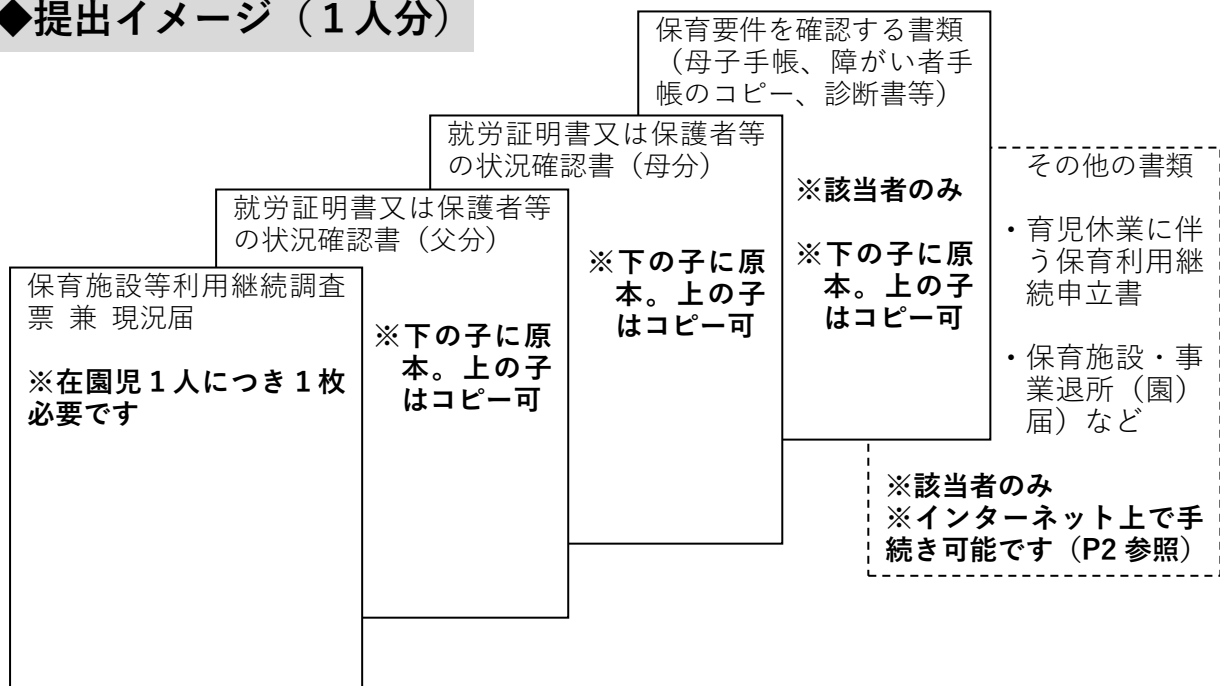 ◆提出イメージ（１人分）
保育要件を確認する書類
（母子手帳、障がい者手
帳のコピー、診断書等）
※該当者のみ
※下の子に原
本。上の子
はコピー可
就労証明書又は保護者等
の状況確認書（母分）
※下の子に原
本。上の子
はコピー可
就労証明書又は保護者等
の状況確認書（父分）
※下の子に原
本。上の子
はコピー可
保育施設等利用継続調査
票 兼 現況届
※在園児１人につき１枚
必要です
その他の書類
・育児休業に伴
う保育利用継
続申立書
・保育施設・事
業退所（園）
届）など
※該当者のみ
※インターネット上で手
続き可能です（P2 参照）